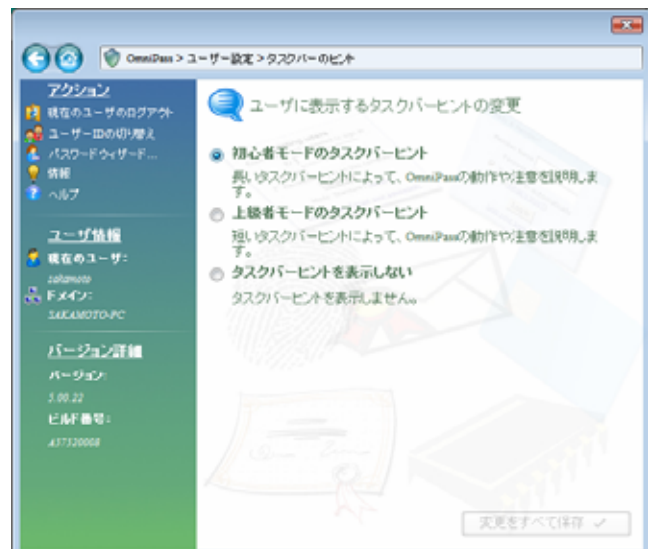 OmniPass > ユーザー設定 > タスクバーのヒント
アクション
現在のユーザのログアウト
ユーザーIDの切り替え
パスワードウィザード...
情報
ヘルプ
ユーザ情報
現在のユーザ:
sakamoto
ドメイン:
SAKAMOTO-PC
バージョン詳細
バージョン:
5.00.22
ビルド番号:
A37320008
ユーザに表示するタスクバーヒントの変更
初心者モードのタスクバーヒント
長いタスクバーヒントによって、OmniPassの動作や注意を説明しま
す。
上級者モードのタスクバーヒント
短いタスクバーヒントによって、OmniPassの動作や注意を説明しま
す。
タスクバーヒントを表示しない
タスクバーヒントを表示しません。
変更をすべて保存